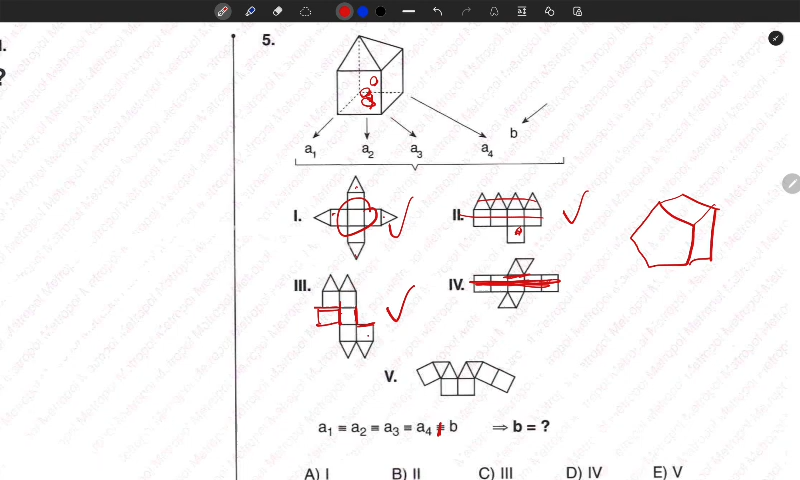 I.
?
5.
a₁ a₂ a₃ a₄ b
I. II.
III. IV.
V.
a₁ = a₂ = a₃ = a₄ ≠ b ⇒ b = ?
A) I B) II C) III D) IV E) V